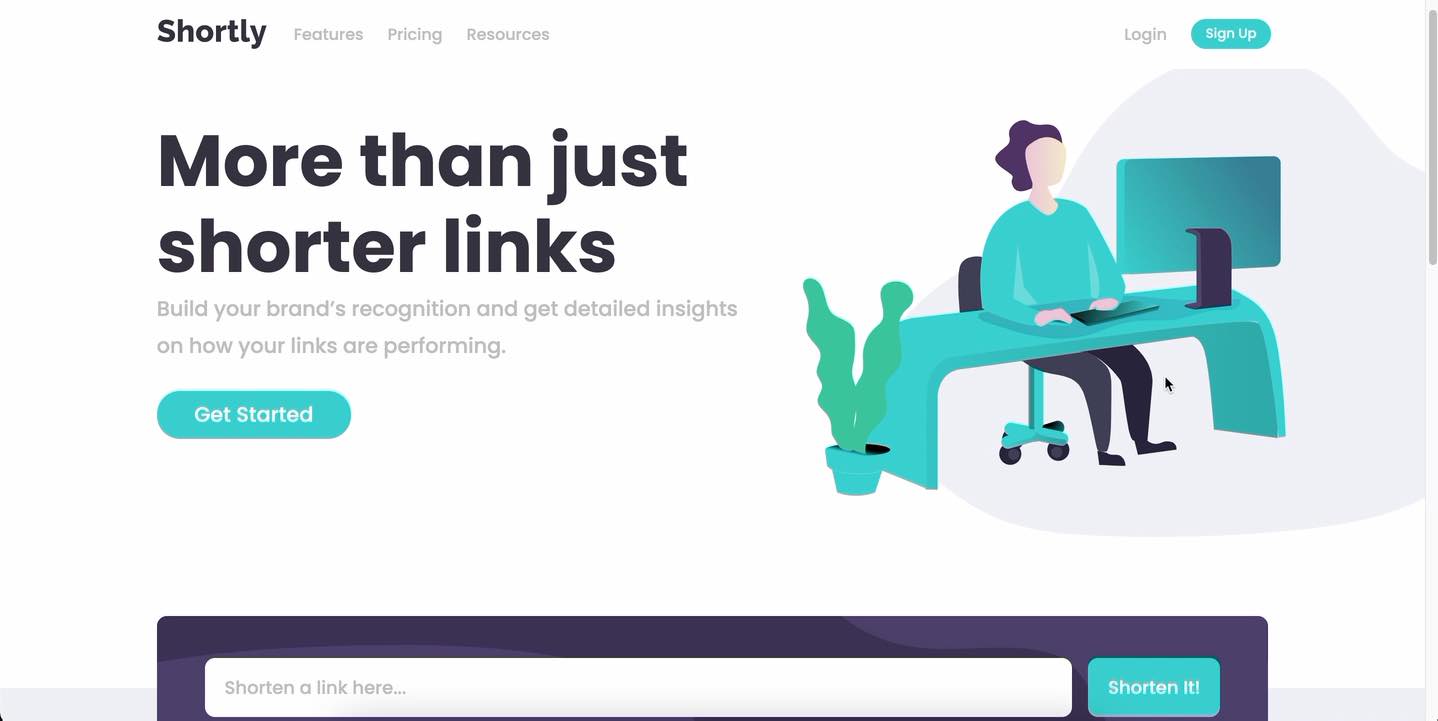 Shortly
Features
Pricing
Resources
Login
Sign Up
More than just
shorter links
Build your brand’s recognition and get detailed insights
on how your links are performing.
Get Started
Shorten a link here...
Shorten It!